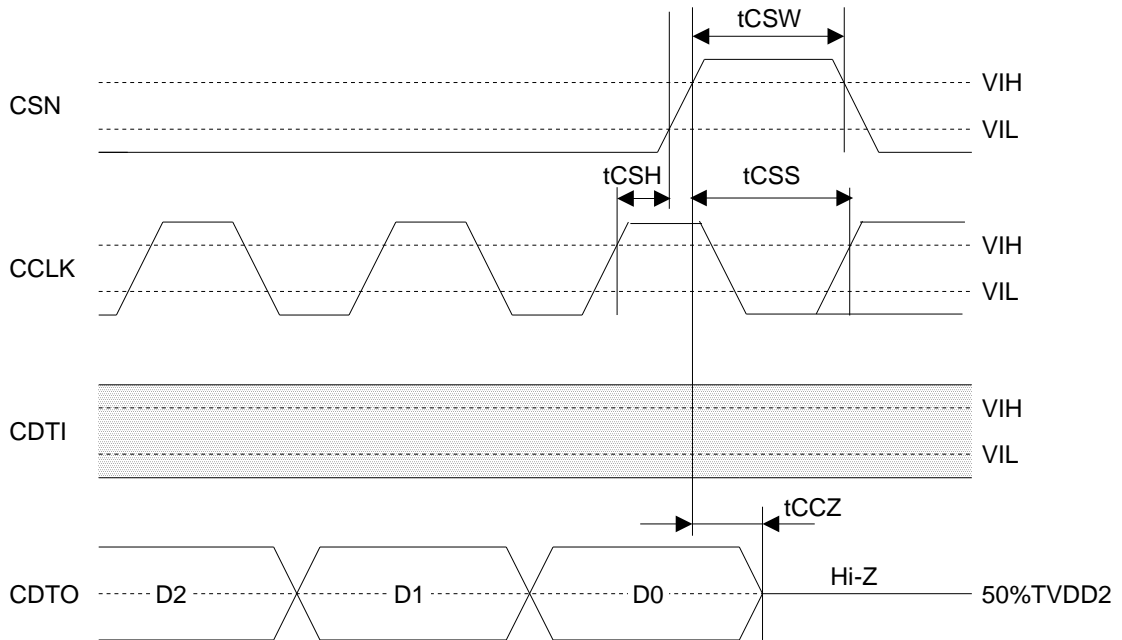 tCSW
CSN
VIH
VIL
tCSH
tCSS
CCLK
VIH
VIL
CDTI
VIH
VIL
tCCZ
CDTO
D2
D1
D0
Hi-Z
50%TVDD2